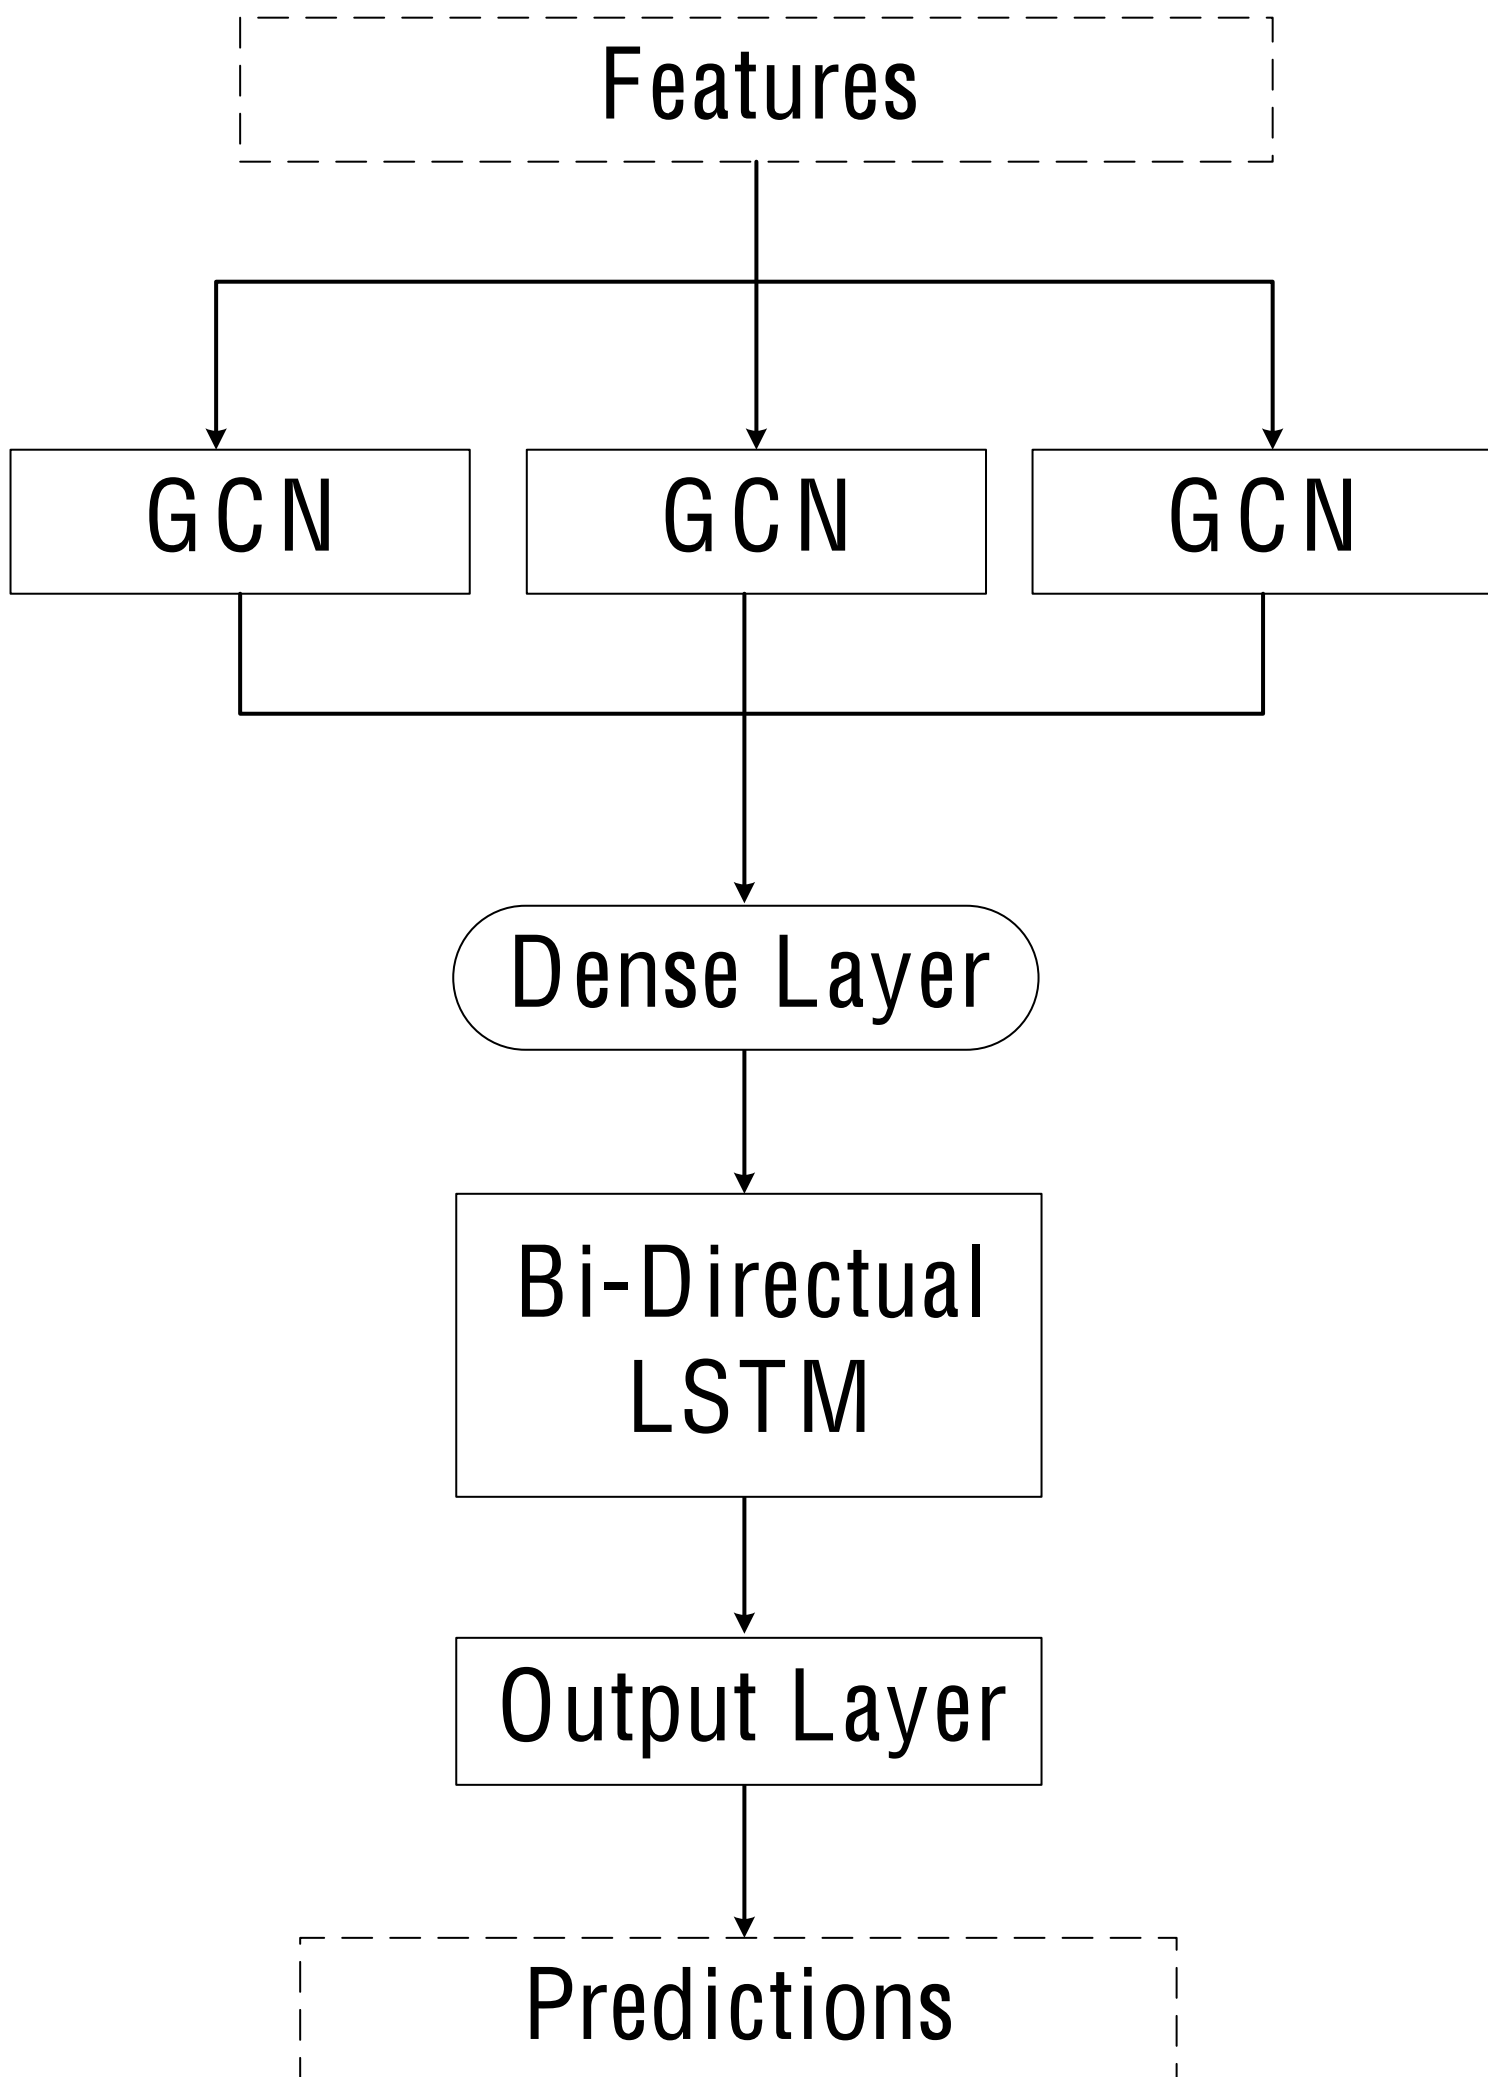 Features
GCN GCN GCN
Dense Layer
Bi-Directual
LSTM
Output Layer
Predictions